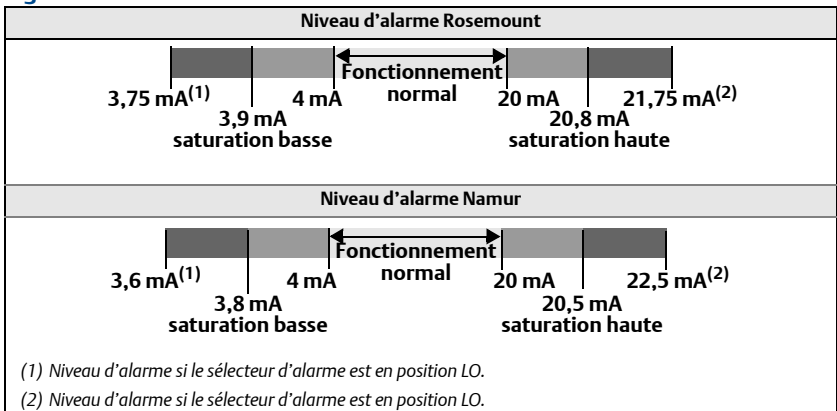 Niveau d'alarme Rosemount
Fonctionnement normal
3,75 mA(1)
4 mA
20 mA
21,75 mA(2)
3,9 mA
saturation basse
20,8 mA
saturation haute
Niveau d'alarme Namur
Fonctionnement normal
3,6 mA(1)
4 mA
20 mA
22,5 mA(2)
3,8 mA
saturation basse
20,5 mA
saturation haute
(1) Niveau d'alarme si le sélecteur d'alarme est en position LO.
(2) Niveau d'alarme si le sélecteur d'alarme est en position LO.